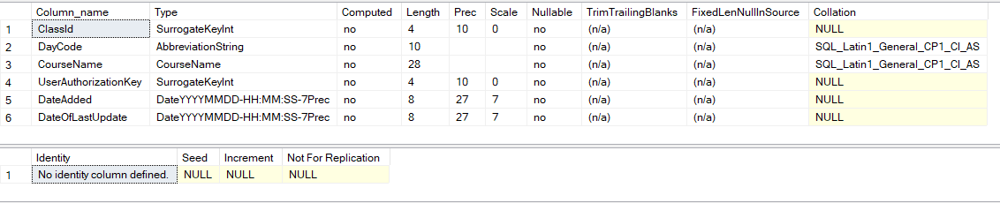 Column_name Type Computed Length Prec Scale Nullable TrimTrailingBlanks FixedLenNullInSource Collation
1 ClassId SurrogateKeyInt no 4 10 0 no (n/a) (n/a) NULL
2 DayCode AbbreviationString no 10 no (n/a) (n/a) SQL_Latin1_General_CP1_CI_AS
3 CourseName CourseName no 28 no (n/a) (n/a) SQL_Latin1_General_CP1_CI_AS
4 UserAuthorizationKey SurrogateKeyInt no 4 10 0 no (n/a) (n/a) NULL
5 DateAdded DateYYYYMMDD-HH:MM:SS-7Prec no 8 27 7 no (n/a) (n/a) NULL
6 DateOfLastUpdate DateYYYYMMDD-HH:MM:SS-7Prec no 8 27 7 no (n/a) (n/a) NULL
Identity Seed Increment Not For Replication
1 No identity column defined. NULL NULL NULL